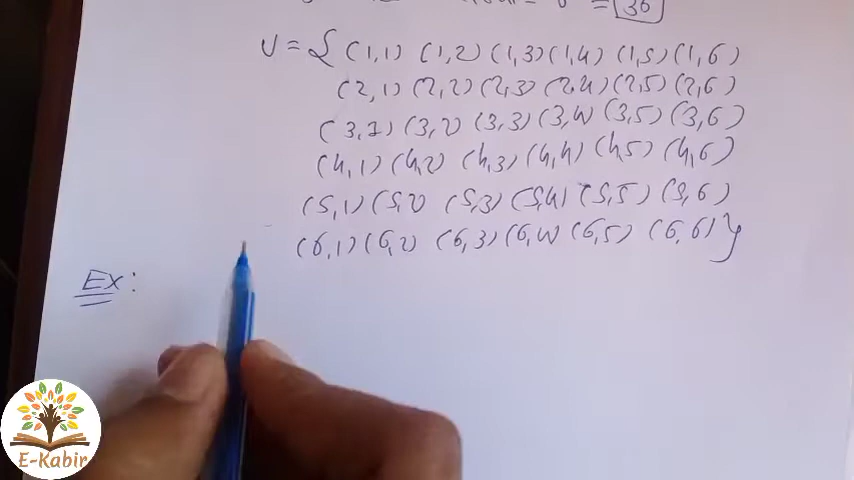 = 36
U = { (1,1) (1,2) (1,3) (1,4) (1,5) (1,6)
(2,1) (2,2) (2,3) (2,4) (2,5) (2,6)
(3,1) (3,2) (3,3) (3,4) (3,5) (3,6)
(4,1) (4,2) (4,3) (4,4) (4,5) (4,6)
(5,1) (5,2) (5,3) (5,4) (5,5) (5,6)
(6,1) (6,2) (6,3) (6,4) (6,5) (6,6) }
Ex:
E-Kabir